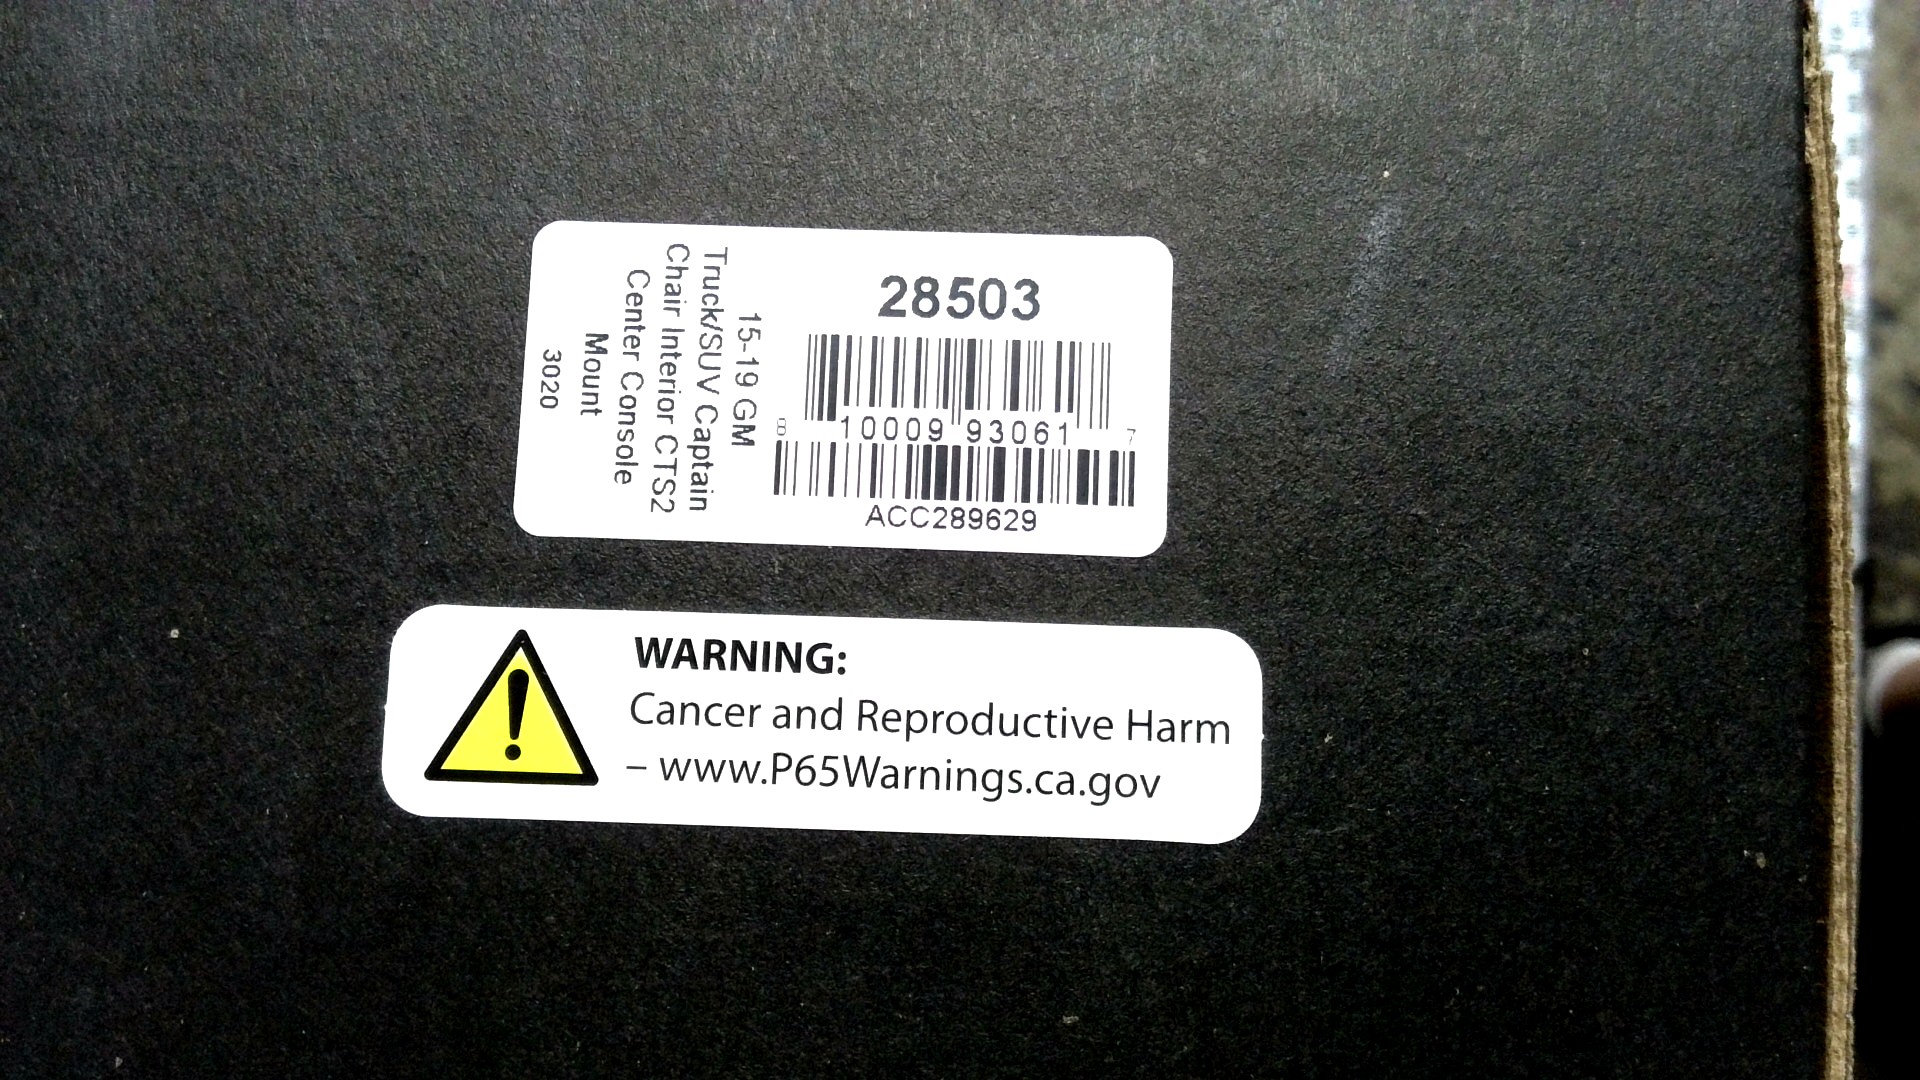 28503
8 10009 93061 7
ACC289629
15-19 GM
Truck/SUV Captain
Chair Interior CTS2
Center Console
Mount
3020
WARNING:
Cancer and Reproductive Harm
– www.P65Warnings.ca.gov